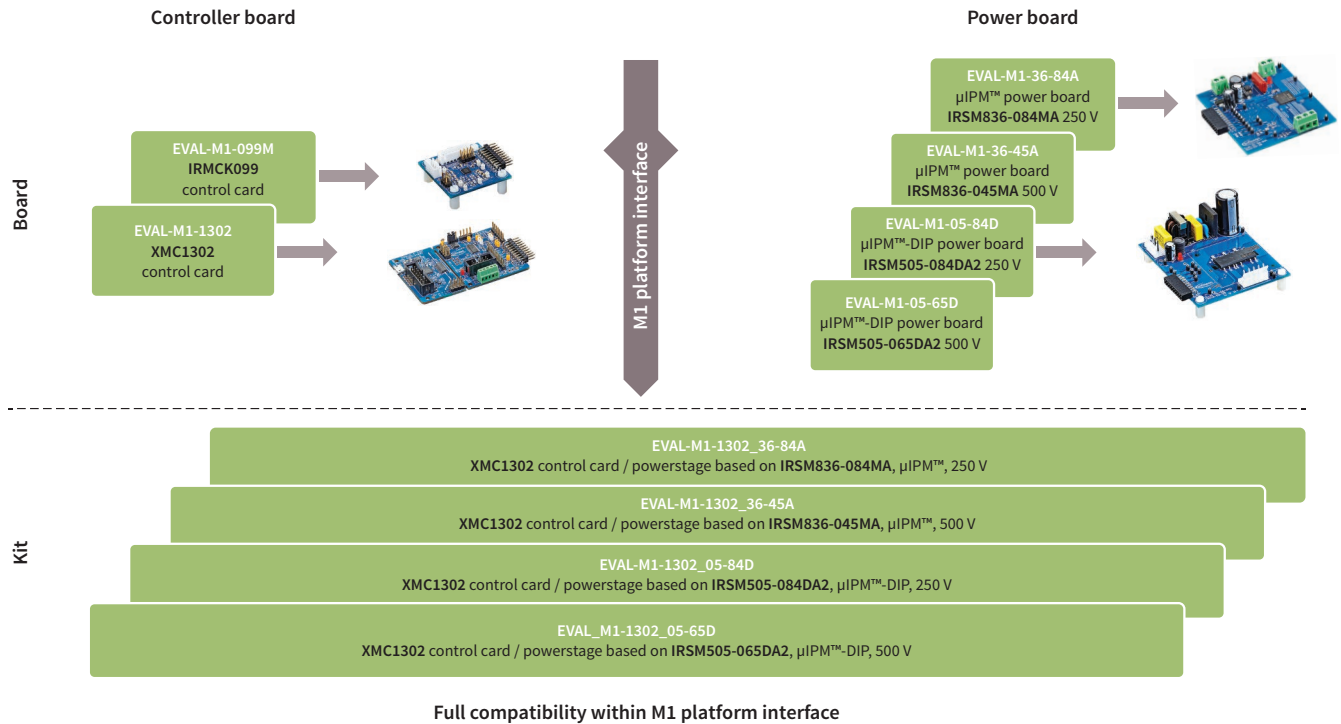 Controller board
Power board
Board
EVAL-M1-099M
IRMCK099
control card
EVAL-M1-1302
XMC1302
control card
M1 platform interface
EVAL-M1-36-84A
µIPM™ power board
IRSM836-084MA 250 V
EVAL-M1-36-45A
µIPM™ power board
IRSM836-045MA 500 V
EVAL-M1-05-84D
µIPM™-DIP power board
IRSM505-084DA2 250 V
EVAL-M1-05-65D
µIPM™-DIP power board
IRSM505-065DA2 500 V
Kit
EVAL-M1-1302_36-84A
XMC1302 control card / powerstage based on IRSM836-084MA, µIPM™, 250 V
EVAL-M1-1302_36-45A
XMC1302 control card / powerstage based on IRSM836-045MA, µIPM™, 500 V
EVAL-M1-1302_05-84D
XMC1302 control card / powerstage based on IRSM505-084DA2, µIPM™-DIP, 250 V
EVAL_M1-1302_05-65D
XMC1302 control card / powerstage based on IRSM505-065DA2, µIPM™-DIP, 500 V
Full compatibility within M1 platform interface